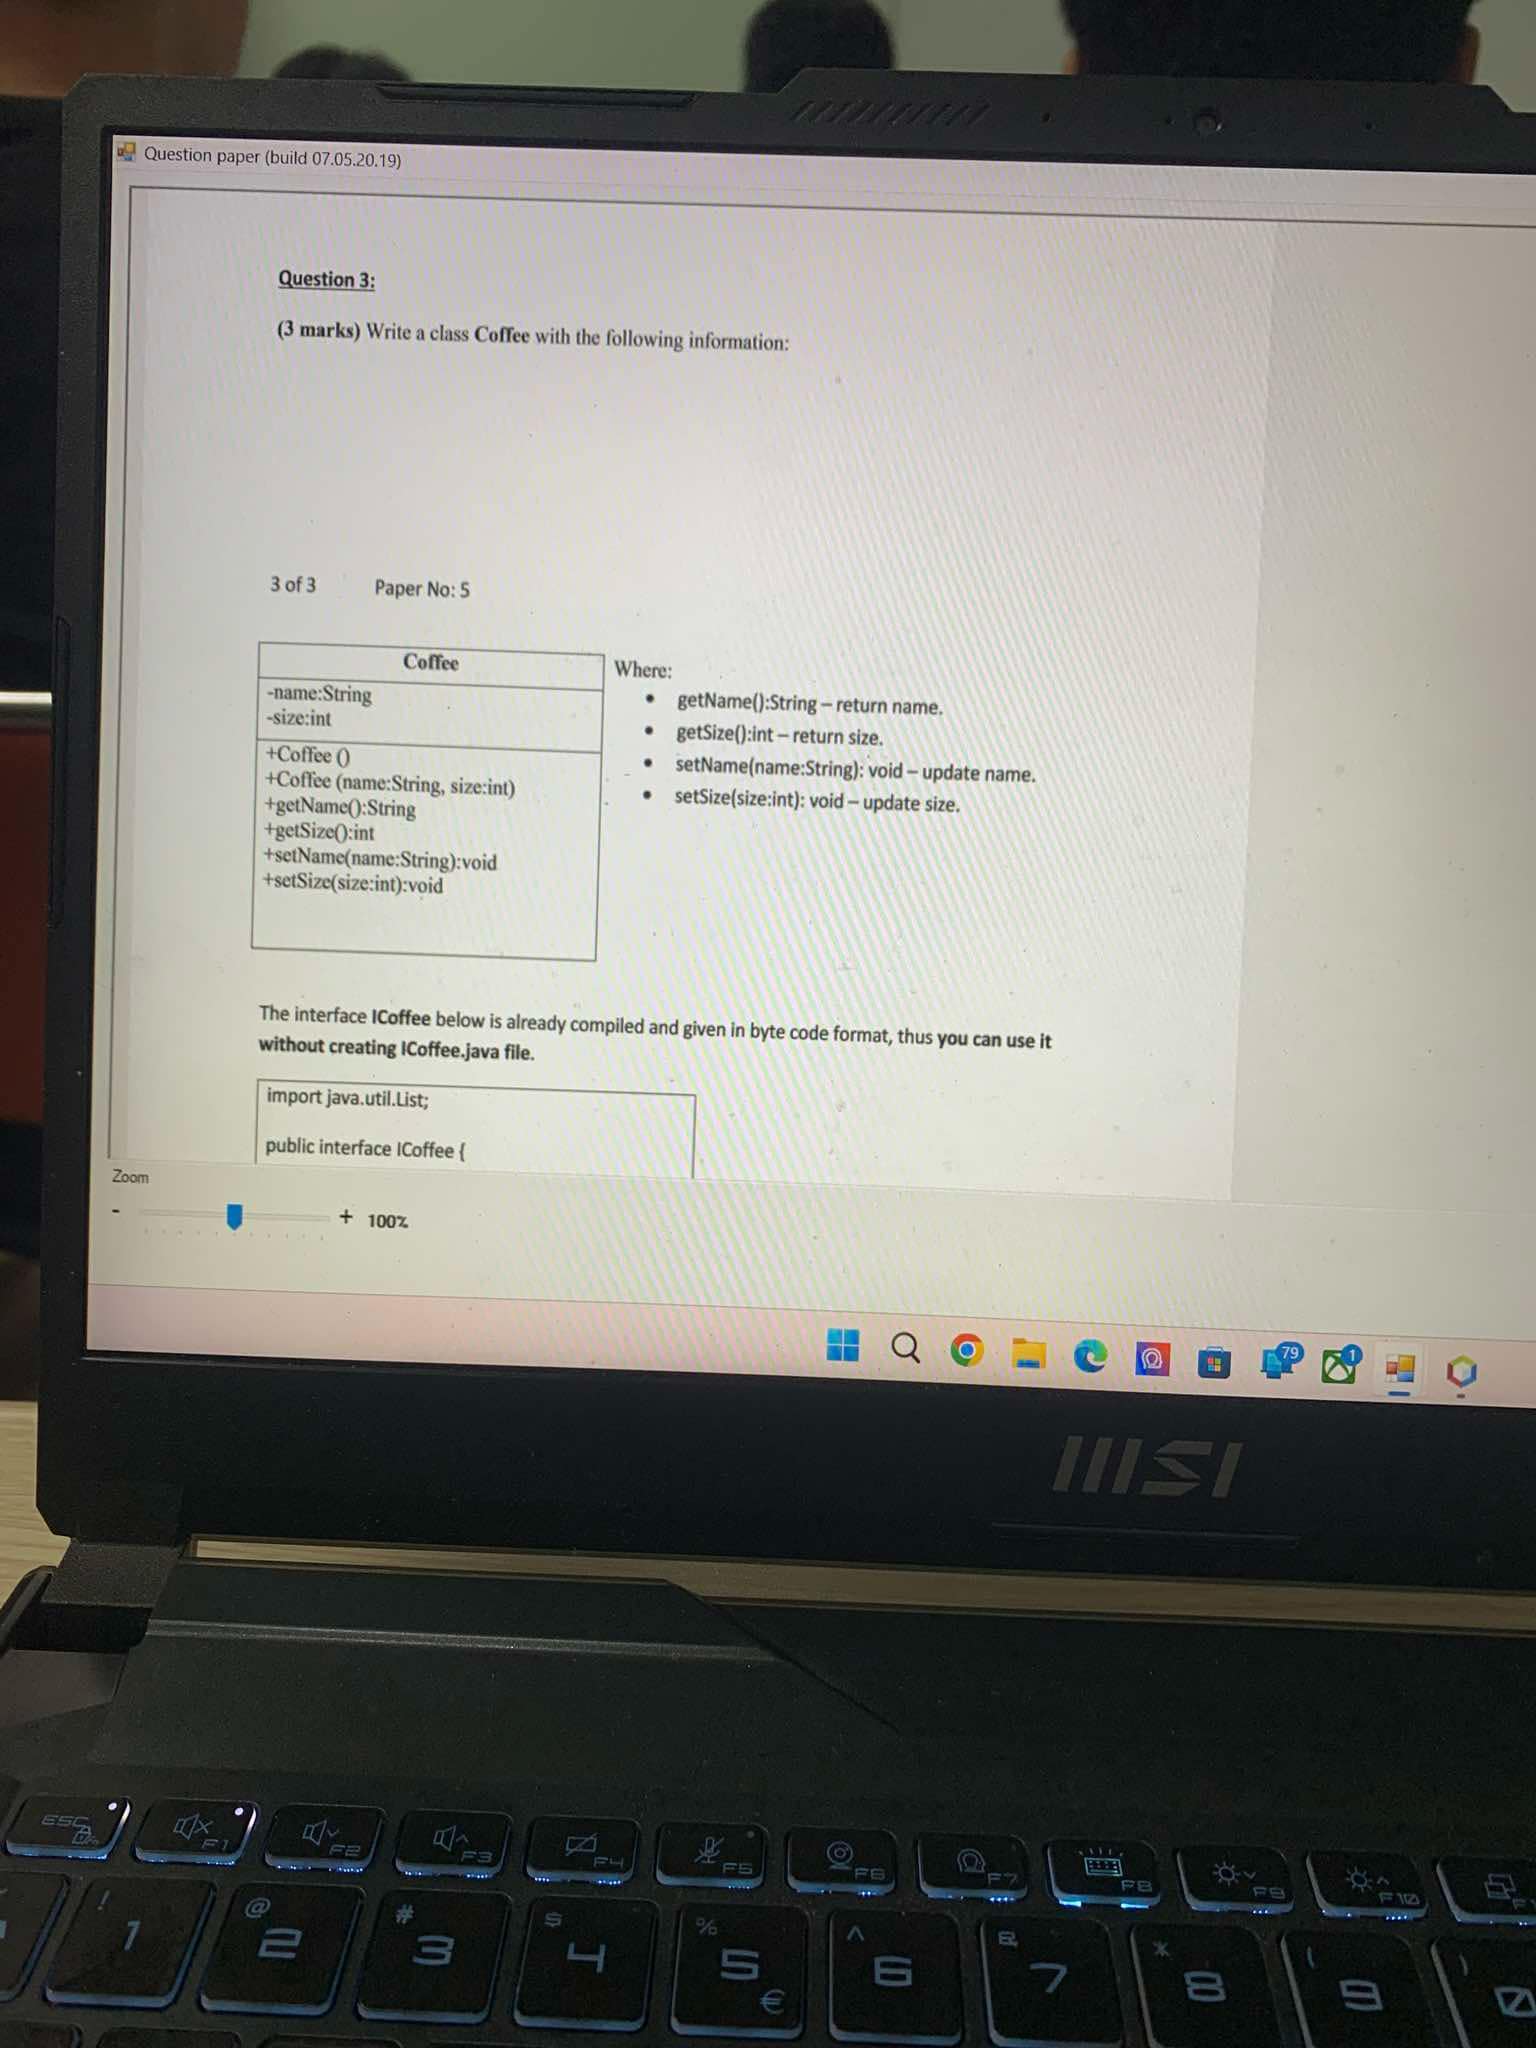 Question paper (build 07.05.20.19)
Question 3:
(3 marks) Write a class Coffee with the following information:
3 of 3 Paper No: 5
Coffee
-name:String
-size:int
+Coffee ()
+Coffee (name:String, size:int)
+getName():String
+getSize():int
+setName(name:String):void
+setSize(size:int):void
Where:
• getName():String – return name.
• getSize():int – return size.
• setName(name:String): void – update name.
• setSize(size:int): void – update size.
The interface ICoffee below is already compiled and given in byte code format, thus you can use it
without creating ICoffee.java file.
import java.util.List;
public interface ICoffee {
Zoom
- + 100%
79
1
msi
ESC F1 F2 F3 F4 F5 F6 F7 F8 F9 F10
! @ # $ % ^ & * ( )
1 2 3 4 5 € 6 7 8 9 0